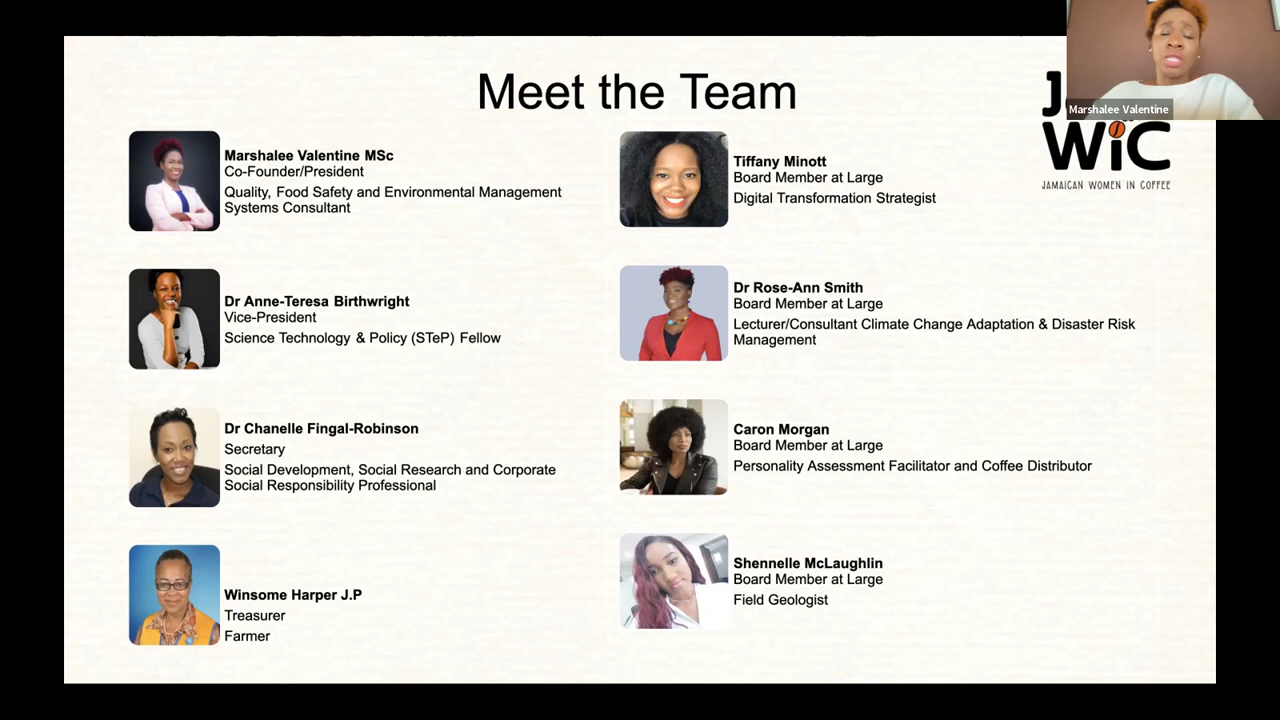 Meet the Team
Marshalee Valentine
J
WiC
JAMAICAN WOMEN IN COFFEE
Marshalee Valentine MSc
Co-Founder/President
Quality, Food Safety and Environmental Management
Systems Consultant
Dr Anne-Teresa Birthwright
Vice-President
Science Technology & Policy (STeP) Fellow
Dr Chanelle Fingal-Robinson
Secretary
Social Development, Social Research and Corporate
Social Responsibility Professional
Winsome Harper J.P
Treasurer
Farmer
Tiffany Minott
Board Member at Large
Digital Transformation Strategist
Dr Rose-Ann Smith
Board Member at Large
Lecturer/Consultant Climate Change Adaptation & Disaster Risk
Management
Caron Morgan
Board Member at Large
Personality Assessment Facilitator and Coffee Distributor
Shennelle McLaughlin
Board Member at Large
Field Geologist